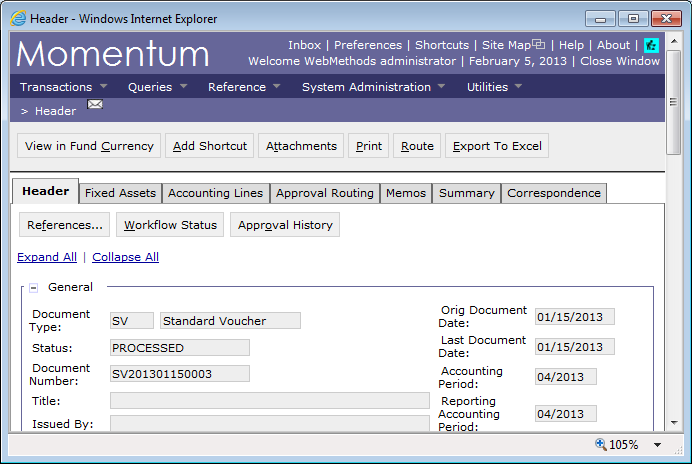 Header - Windows Internet Explorer
Momentum
Inbox | Preferences | Shortcuts | Site Map | Help | About |
Welcome WebMethods administrator | February 5, 2013 | Close Window
Transactions Queries Reference System Administration Utilities
> Header
View in Fund Currency Add Shortcut Attachments Print Route Export To Excel
Header Fixed Assets Accounting Lines Approval Routing Memos Summary Correspondence
References... Workflow Status Approval History
Expand All | Collapse All
General
Document Type: SV Standard Voucher
Orig Document Date: 01/15/2013
Status: PROCESSED
Last Document Date: 01/15/2013
Document Number: SV201301150003
Accounting Period: 04/2013
Title:
Reporting Accounting Period: 04/2013
Issued By:
105%